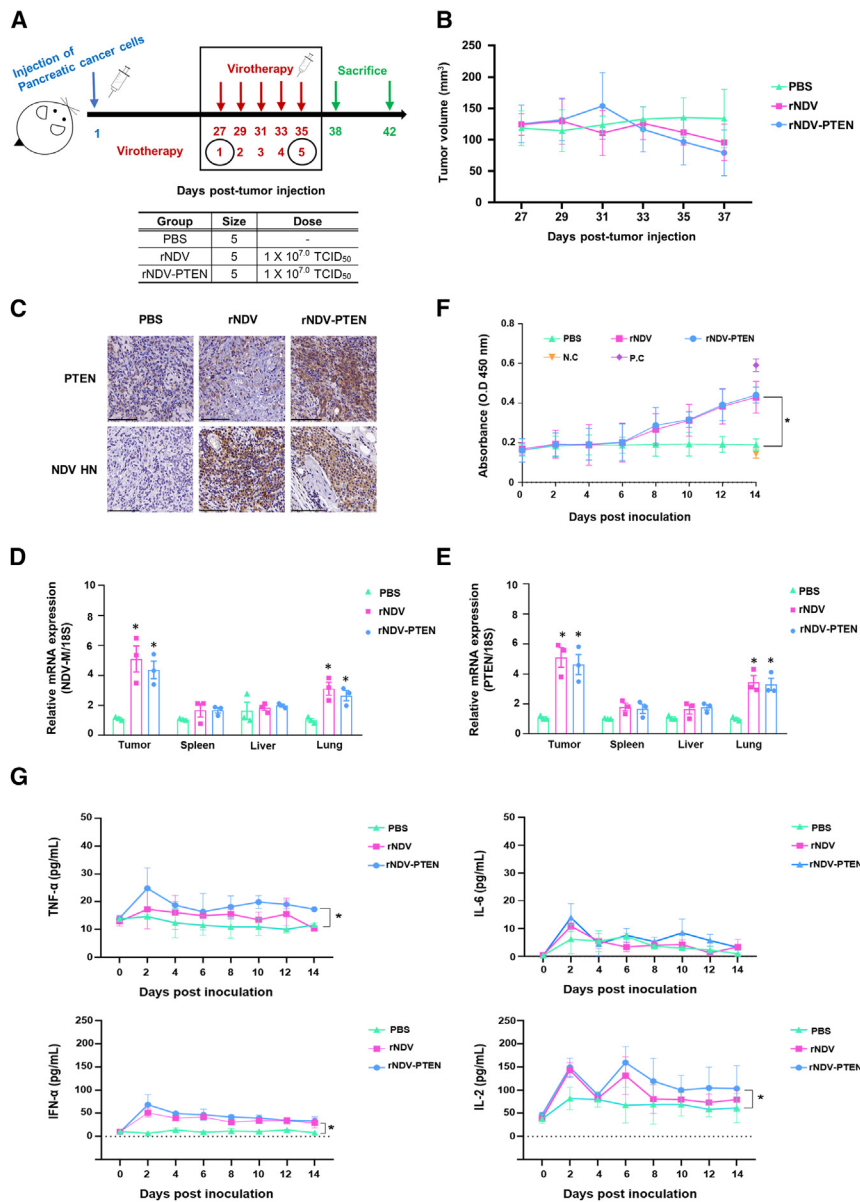 A
Injection of
Pancreatic cancer cells
Virotherapy
Sacrifice
1
27 29 31 33 35
38
42
Virotherapy
1 2 3 4 5
Days post-tumor injection
Group Size Dose
PBS 5 -
rNDV 5 1 X 10^7.0 TCID50
rNDV-PTEN 5 1 X 10^7.0 TCID50
B
Tumor volume (mm³)
250
200
150
100
50
0
27 29 31 33 35 37
Days post-tumor injection
PBS
rNDV
rNDV-PTEN
C
PBS rNDV rNDV-PTEN
PTEN
NDV HN
F
Absorbance (O.D 450 nm)
0.8
0.6
0.4
0.2
0
PBS rNDV rNDV-PTEN
N.C P.C
*
0 2 4 6 8 10 12 14
Days post inoculation
D
Relative mRNA expression
(NDV-M/18S)
10
8
6
4
2
0
* * * *
Tumor Spleen Liver Lung
PBS
rNDV
rNDV-PTEN
E
Relative mRNA expression
(PTEN/18S)
10
8
6
4
2
0
* * * *
Tumor Spleen Liver Lung
PBS
rNDV
rNDV-PTEN
G
TNF-α (pg/mL)
50
40
30
20
10
0
0 2 4 6 8 10 12 14
Days post inoculation
PBS
rNDV
rNDV-PTEN
*
IL-6 (pg/mL)
50
40
30
20
10
0
0 2 4 6 8 10 12 14
Days post inoculation
PBS
rNDV
rNDV-PTEN
IFN-α (pg/mL)
250
200
150
100
50
0
0 2 4 6 8 10 12 14
Days post inoculation
PBS
rNDV
rNDV-PTEN
*
IL-2 (pg/mL)
250
200
150
100
50
0
0 2 4 6 8 10 12 14
Days post inoculation
PBS
rNDV
rNDV-PTEN
*